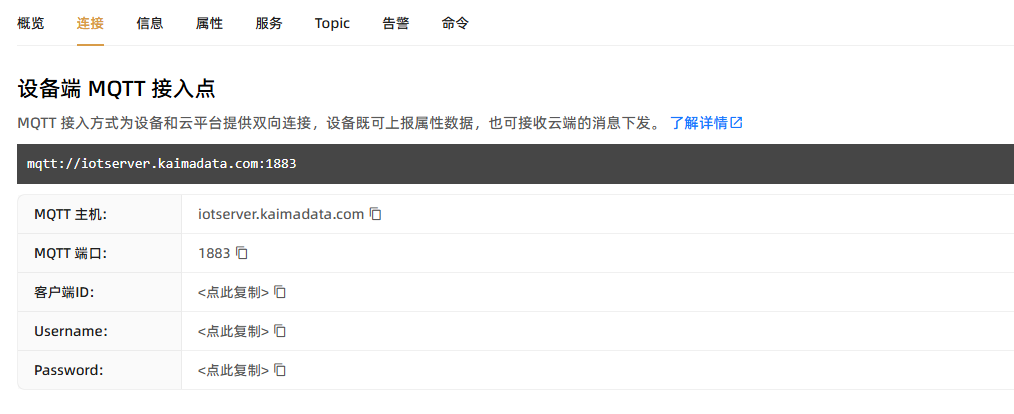 概览 连接 信息 属性 服务 Topic 告警 命令
设备端 MQTT 接入点
MQTT 接入方式为设备和云平台提供双向连接，设备既可上报属性数据，也可接收云端的消息下发。 了解详情
mqtt://iotserver.kaimadata.com:1883
MQTT 主机: iotserver.kaimadata.com
MQTT 端口: 1883
客户端ID: <点此复制>
Username: <点此复制>
Password: <点此复制>